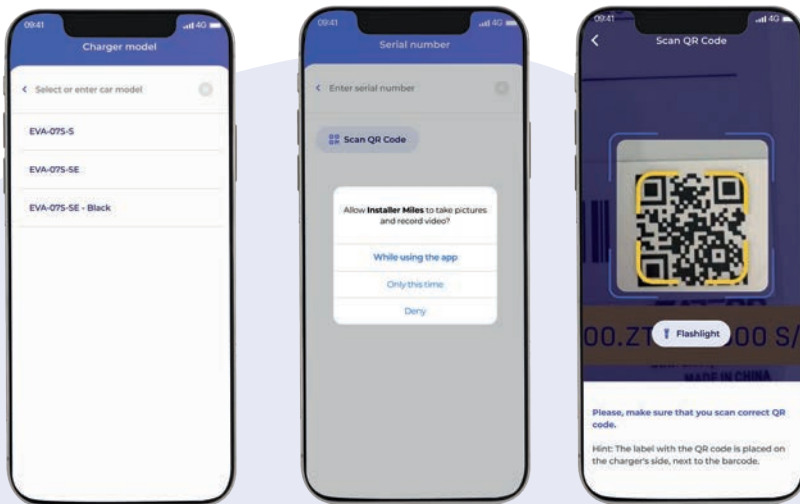 09:41
4G
Charger model
Select or enter car model
EVA-07S-S
EVA-07S-SE
EVA-07S-SE - Black
09:41
4G
Serial number
Enter serial number
Scan QR Code
Allow Installer Miles to take pictures
and record video?
While using the app
Only this time
Deny
09:41
4G
Scan QR Code
Flashlight
MADE IN CHINA
Please, make sure that you scan correct QR
code.
Hint: The label with the QR code is placed on
the charger's side, next to the barcode.